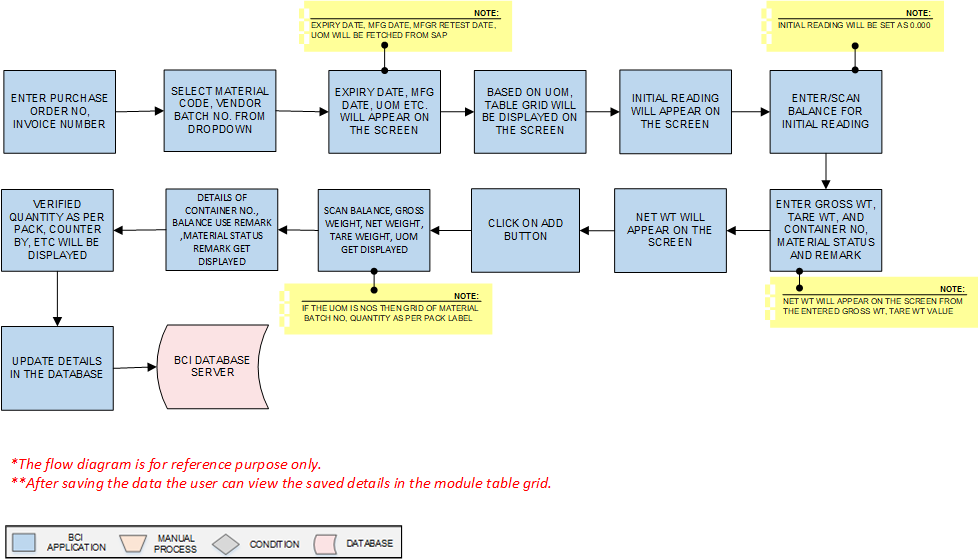 NOTE:
EXPIRY DATE, MFG DATE, MFGR RETEST DATE,
UOM WILL BE FETCHED FROM SAP
NOTE:
INITIAL READING WILL BE SET AS 0.000
ENTER PURCHASE
ORDER NO,
INVOICE NUMBER
SELECT MATERIAL
CODE, VENDOR
BATCH NO. FROM
DROPDOWN
EXPIRY DATE, MFG
DATE, UOM ETC.
WILL APPEAR ON
THE SCREEN
BASED ON UOM,
TABLE GRID WILL
BE DISPLAYED ON
THE SCREEN
INITIAL READING
WILL APPEAR ON
THE SCREEN
ENTER/SCAN
BALANCE FOR
INITIAL READING
VERIFIED
QUANTITY AS PER
PACK, COUNTER
BY, ETC WILL BE
DISPLAYED
DETAILS OF
CONTAINER NO.,
BALANCE USE REMARK
,MATERIAL STATUS
REMARK GET
DISPLAYED
SCAN BALANCE, GROSS
WEIGHT, NET WEIGHT,
TARE WEIGHT, UOM
GET DISPLAYED
CLICK ON ADD
BUTTON
NET WT WILL
APPEAR ON THE
SCREEN
ENTER GROSS WT,
TARE WT, AND
CONTAINER NO,
MATERIAL STATUS
AND REMARK
NOTE:
IF THE UOM IS NOS THEN GRID OF MATERIAL
BATCH NO, QUANTITY AS PER PACK LABEL
NOTE:
NET WT WILL APPEAR ON THE SCREEN FROM
THE ENTERED GROSS WT, TARE WT VALUE
UPDATE DETAILS
IN THE DATABASE
BCI DATABASE
SERVER
*The flow diagram is for reference purpose only.
**After saving the data the user can view the saved details in the module table grid.
BCI
APPLICATION
MANUAL
PROCESS
CONDITION
DATABASE